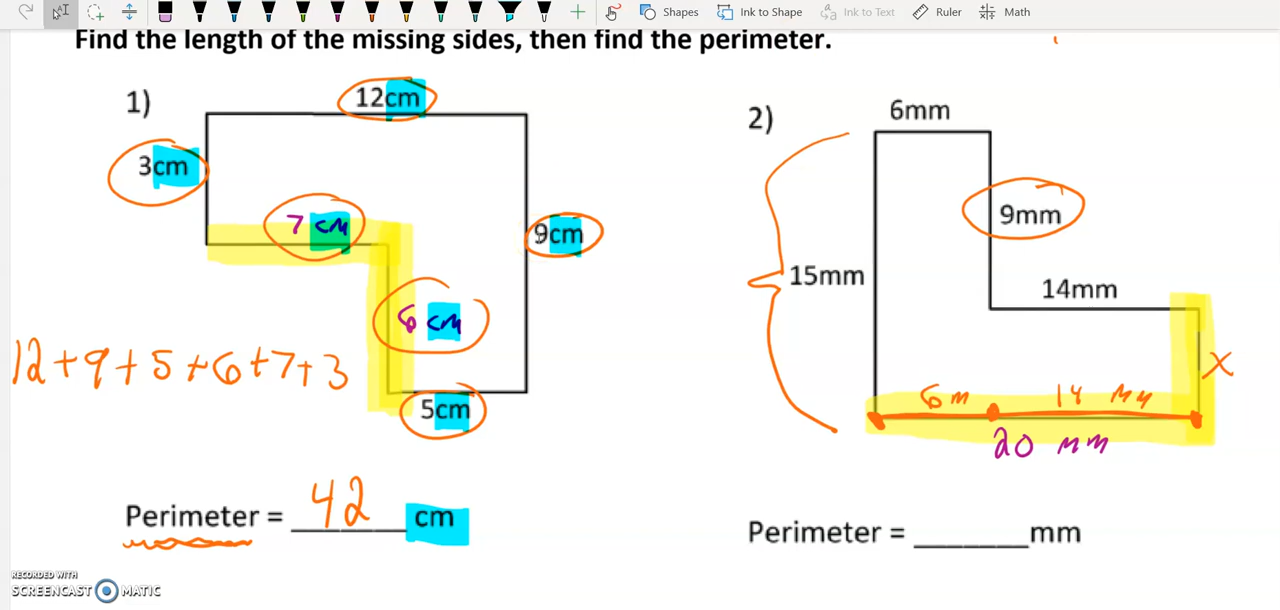 Shapes Ink to Shape Ink to Text Ruler Math
Find the length of the missing sides, then find the perimeter.
1)
12cm
3cm
7 cm
9cm
6 cm
5cm
12+9+5+6+7+3
Perimeter = 42 cm
2)
6mm
9mm
15mm
14mm
x
6m 14 mm
20 mm
Perimeter = ______mm
RECORDED WITH
SCREENCAST MATIC